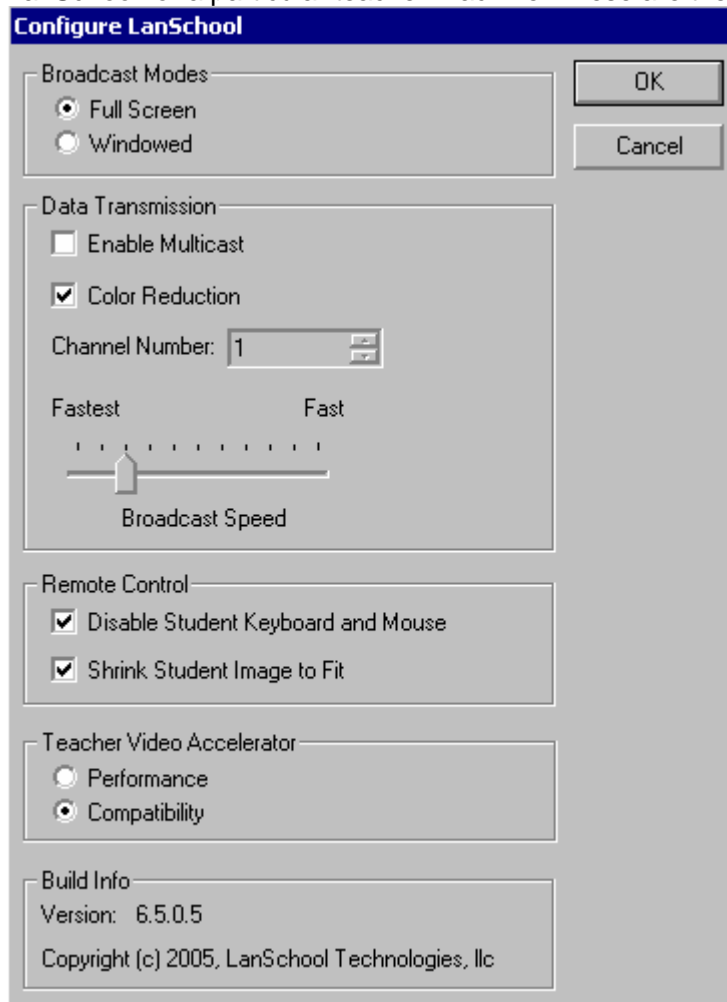 Configure LanSchool
Broadcast Modes
OK
Full Screen
Windowed
Cancel
Data Transmission
Enable Multicast
Color Reduction
Channel Number: 1
Fastest Fast
Broadcast Speed
Remote Control
Disable Student Keyboard and Mouse
Shrink Student Image to Fit
Teacher Video Accelerator
Performance
Compatibility
Build Info
Version: 6.5.0.5
Copyright (c) 2005, LanSchool Technologies, llc